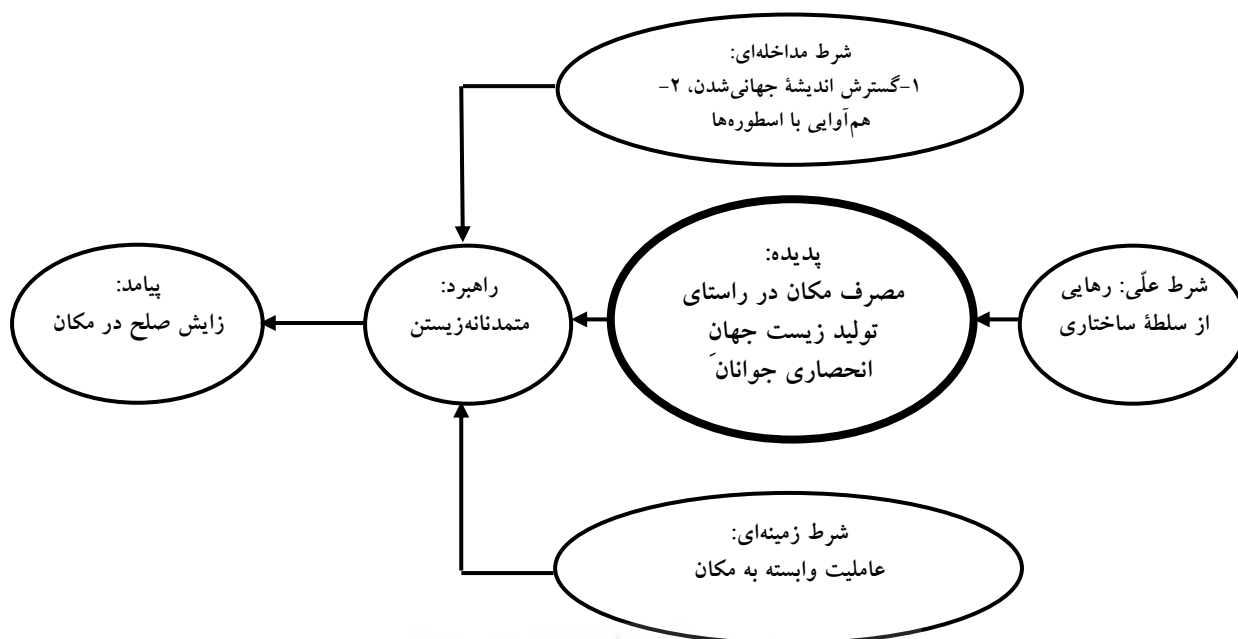 شرط مداخله‌ای:
۱-گسترش اندیشۀ جهانی‌شدن، ۲-
هم‌آوایی با اسطوره‌ها
شرط علّی: رهایی
از سلطۀ ساختاری
پدیده:
مصرف مکان در راستای
تولید زیست جهان
انحصاری جوانانَ
راهبرد:
متمدنانه‌زیستن
پیامد:
زایش صلح در مکان
شرط زمینه‌ای:
عاملیت وابسته به مکان